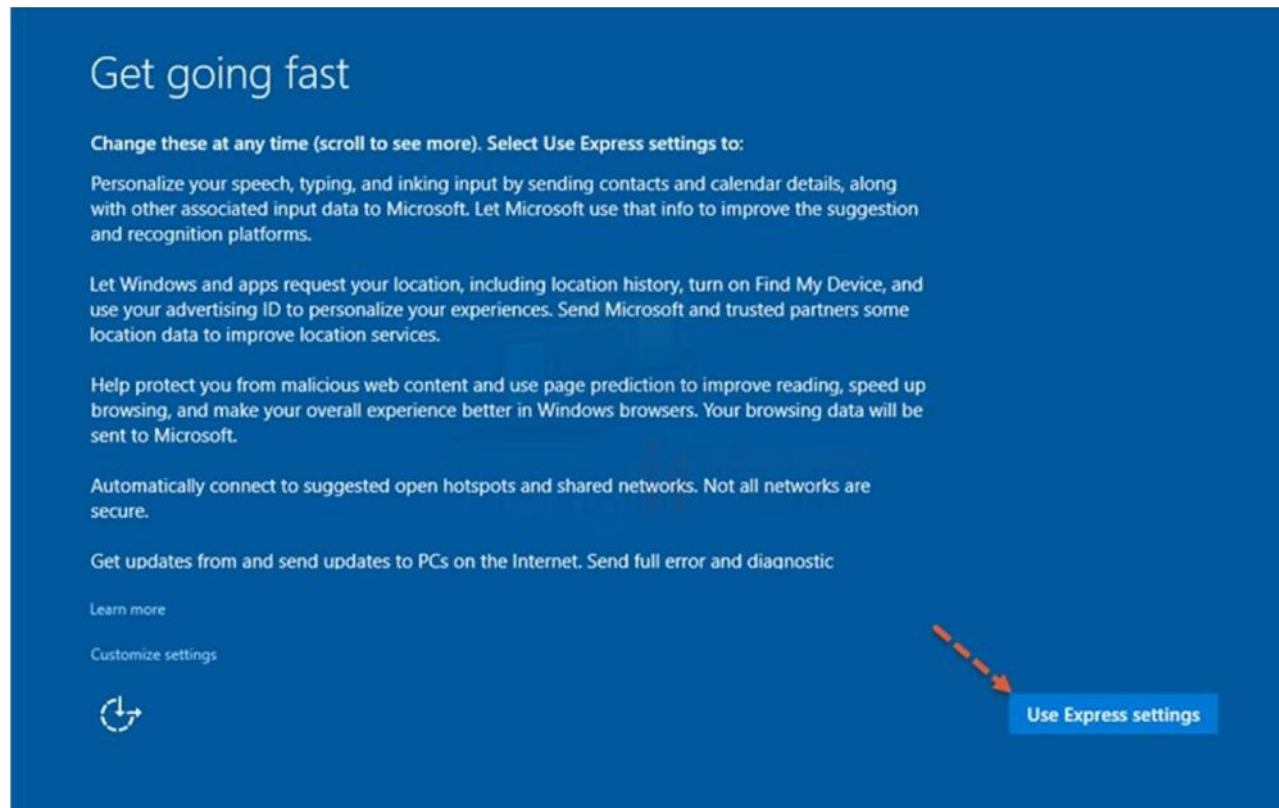 Get going fast
Change these at any time (scroll to see more). Select Use Express settings to:
Personalize your speech, typing, and inking input by sending contacts and calendar details, along
with other associated input data to Microsoft. Let Microsoft use that info to improve the suggestion
and recognition platforms.
Let Windows and apps request your location, including location history, turn on Find My Device, and
use your advertising ID to personalize your experiences. Send Microsoft and trusted partners some
location data to improve location services.
Help protect you from malicious web content and use page prediction to improve reading, speed up
browsing, and make your overall experience better in Windows browsers. Your browsing data will be
sent to Microsoft.
Automatically connect to suggested open hotspots and shared networks. Not all networks are
secure.
Get updates from and send updates to PCs on the Internet. Send full error and diagnostic
Learn more
Customize settings
Use Express settings